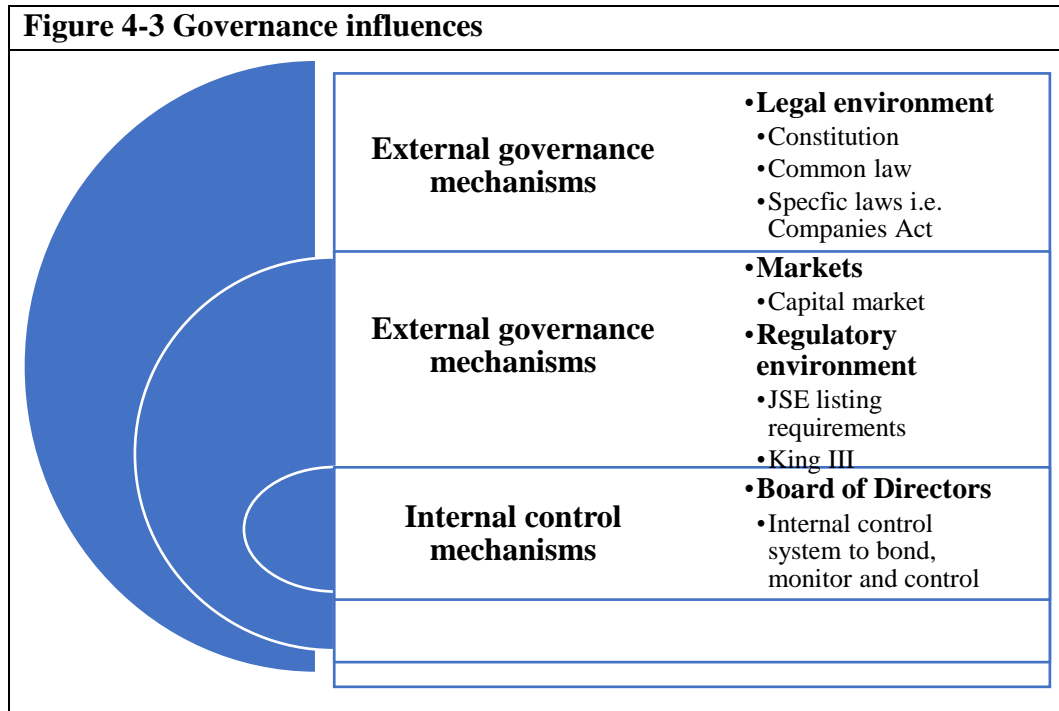 Figure 4-3 Governance influences
External governance
mechanisms
•Legal environment
•Constitution
•Common law
•Specfic laws i.e.
Companies Act
External governance
mechanisms
•Markets
•Capital market
•Regulatory
environment
•JSE listing
requirements
•King III
Internal control
mechanisms
•Board of Directors
•Internal control
system to bond,
monitor and control